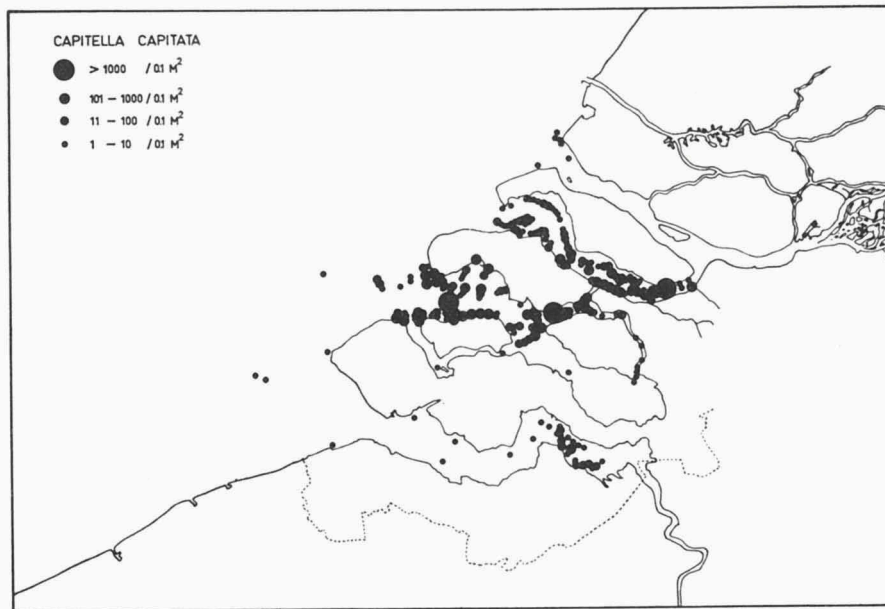 CAPITELLA CAPITATA
> 1000 / 0.1 M²
101 – 1000 / 0.1 M²
11 – 100 / 0.1 M²
1 – 10 / 0.1 M²